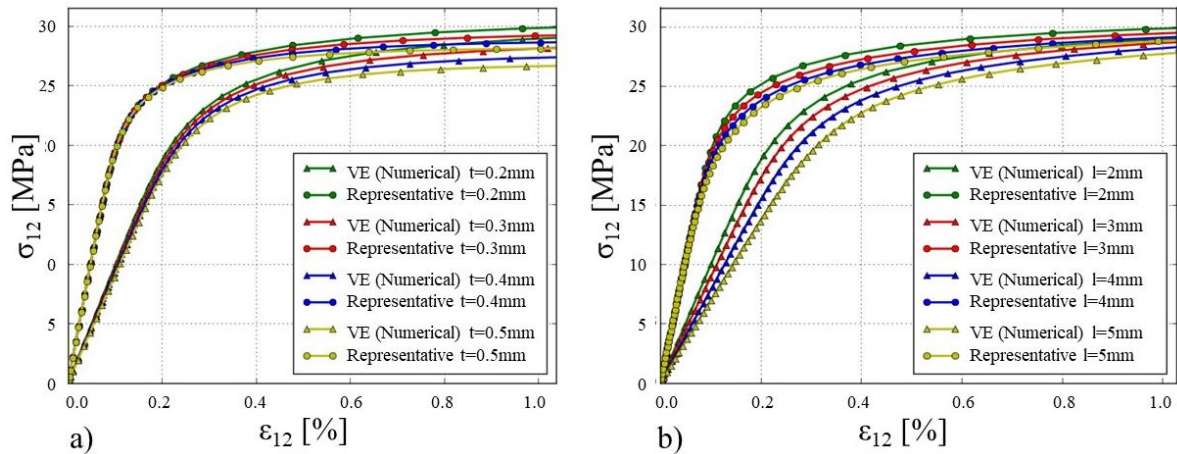 30
25
:0
5
0
5
0
σ12 [MPa]
0.0 0.2 0.4 0.6 0.8 1.0
ε12 [%]
a)
VE (Numerical) t=0.2mm
Representative t=0.2mm
VE (Numerical) t=0.3mm
Representative t=0.3mm
VE (Numerical) t=0.4mm
Representative t=0.4mm
VE (Numerical) t=0.5mm
Representative t=0.5mm
30
25
20
15
10
5
0
σ12 [MPa]
0.0 0.2 0.4 0.6 0.8 1.0
ε12 [%]
b)
VE (Numerical) l=2mm
Representative l=2mm
VE (Numerical) l=3mm
Representative l=3mm
VE (Numerical) l=4mm
Representative l=4mm
VE (Numerical) l=5mm
Representative l=5mm